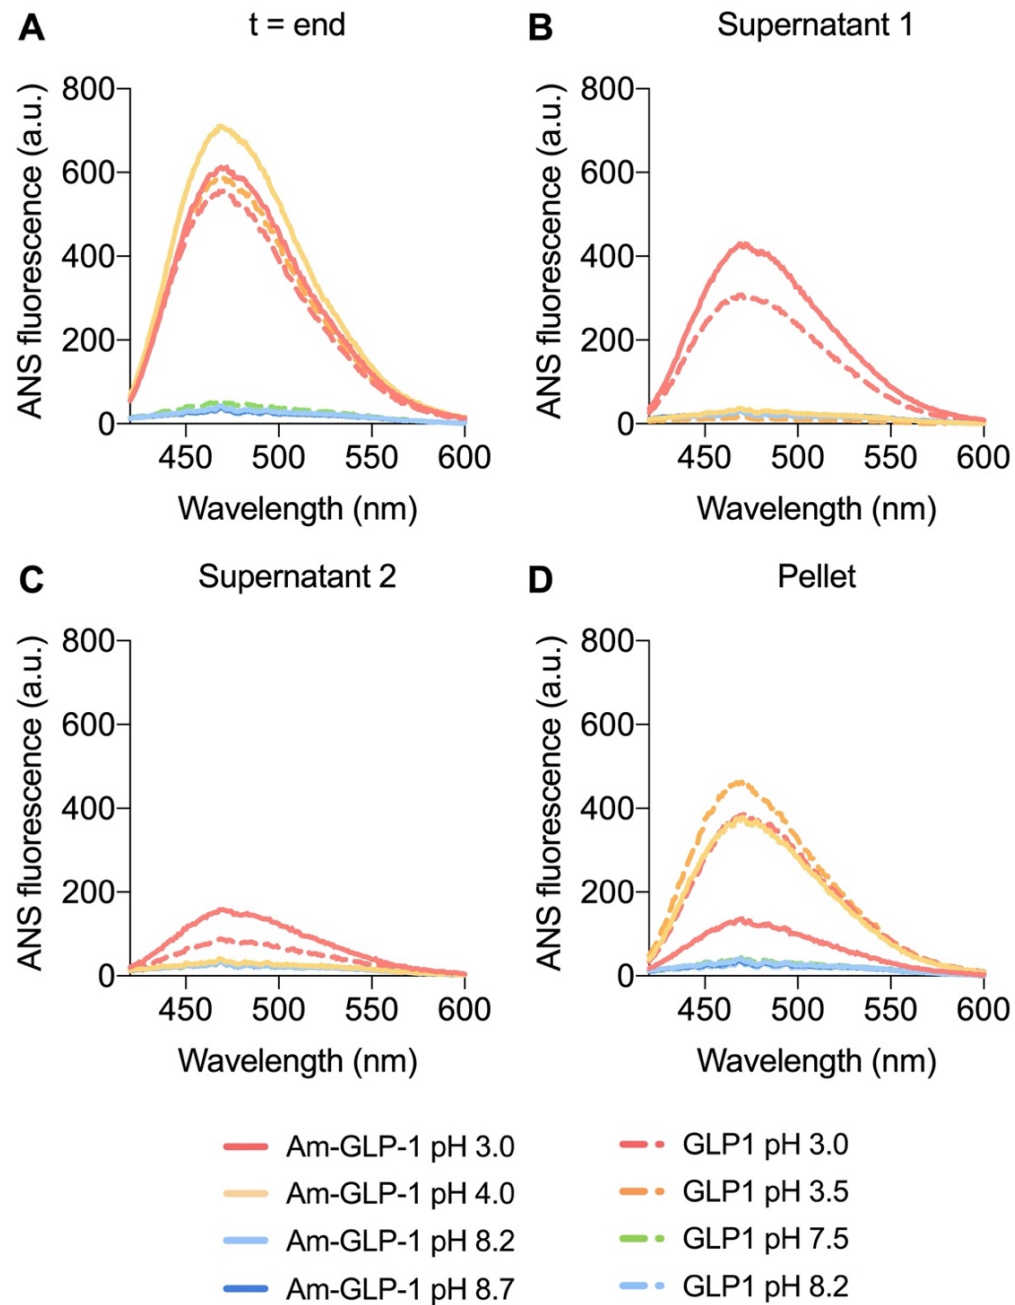 A t = end
ANS fluorescence (a.u.)
800
600
400
200
0
450 500 550 600
Wavelength (nm)
B Supernatant 1
ANS fluorescence (a.u.)
800
600
400
200
0
450 500 550 600
Wavelength (nm)
C Supernatant 2
ANS fluorescence (a.u.)
800
600
400
200
0
450 500 550 600
Wavelength (nm)
D Pellet
ANS fluorescence (a.u.)
800
600
400
200
0
450 500 550 600
Wavelength (nm)
Am-GLP-1 pH 3.0
Am-GLP-1 pH 4.0
Am-GLP-1 pH 8.2
Am-GLP-1 pH 8.7
GLP1 pH 3.0
GLP1 pH 3.5
GLP1 pH 7.5
GLP1 pH 8.2